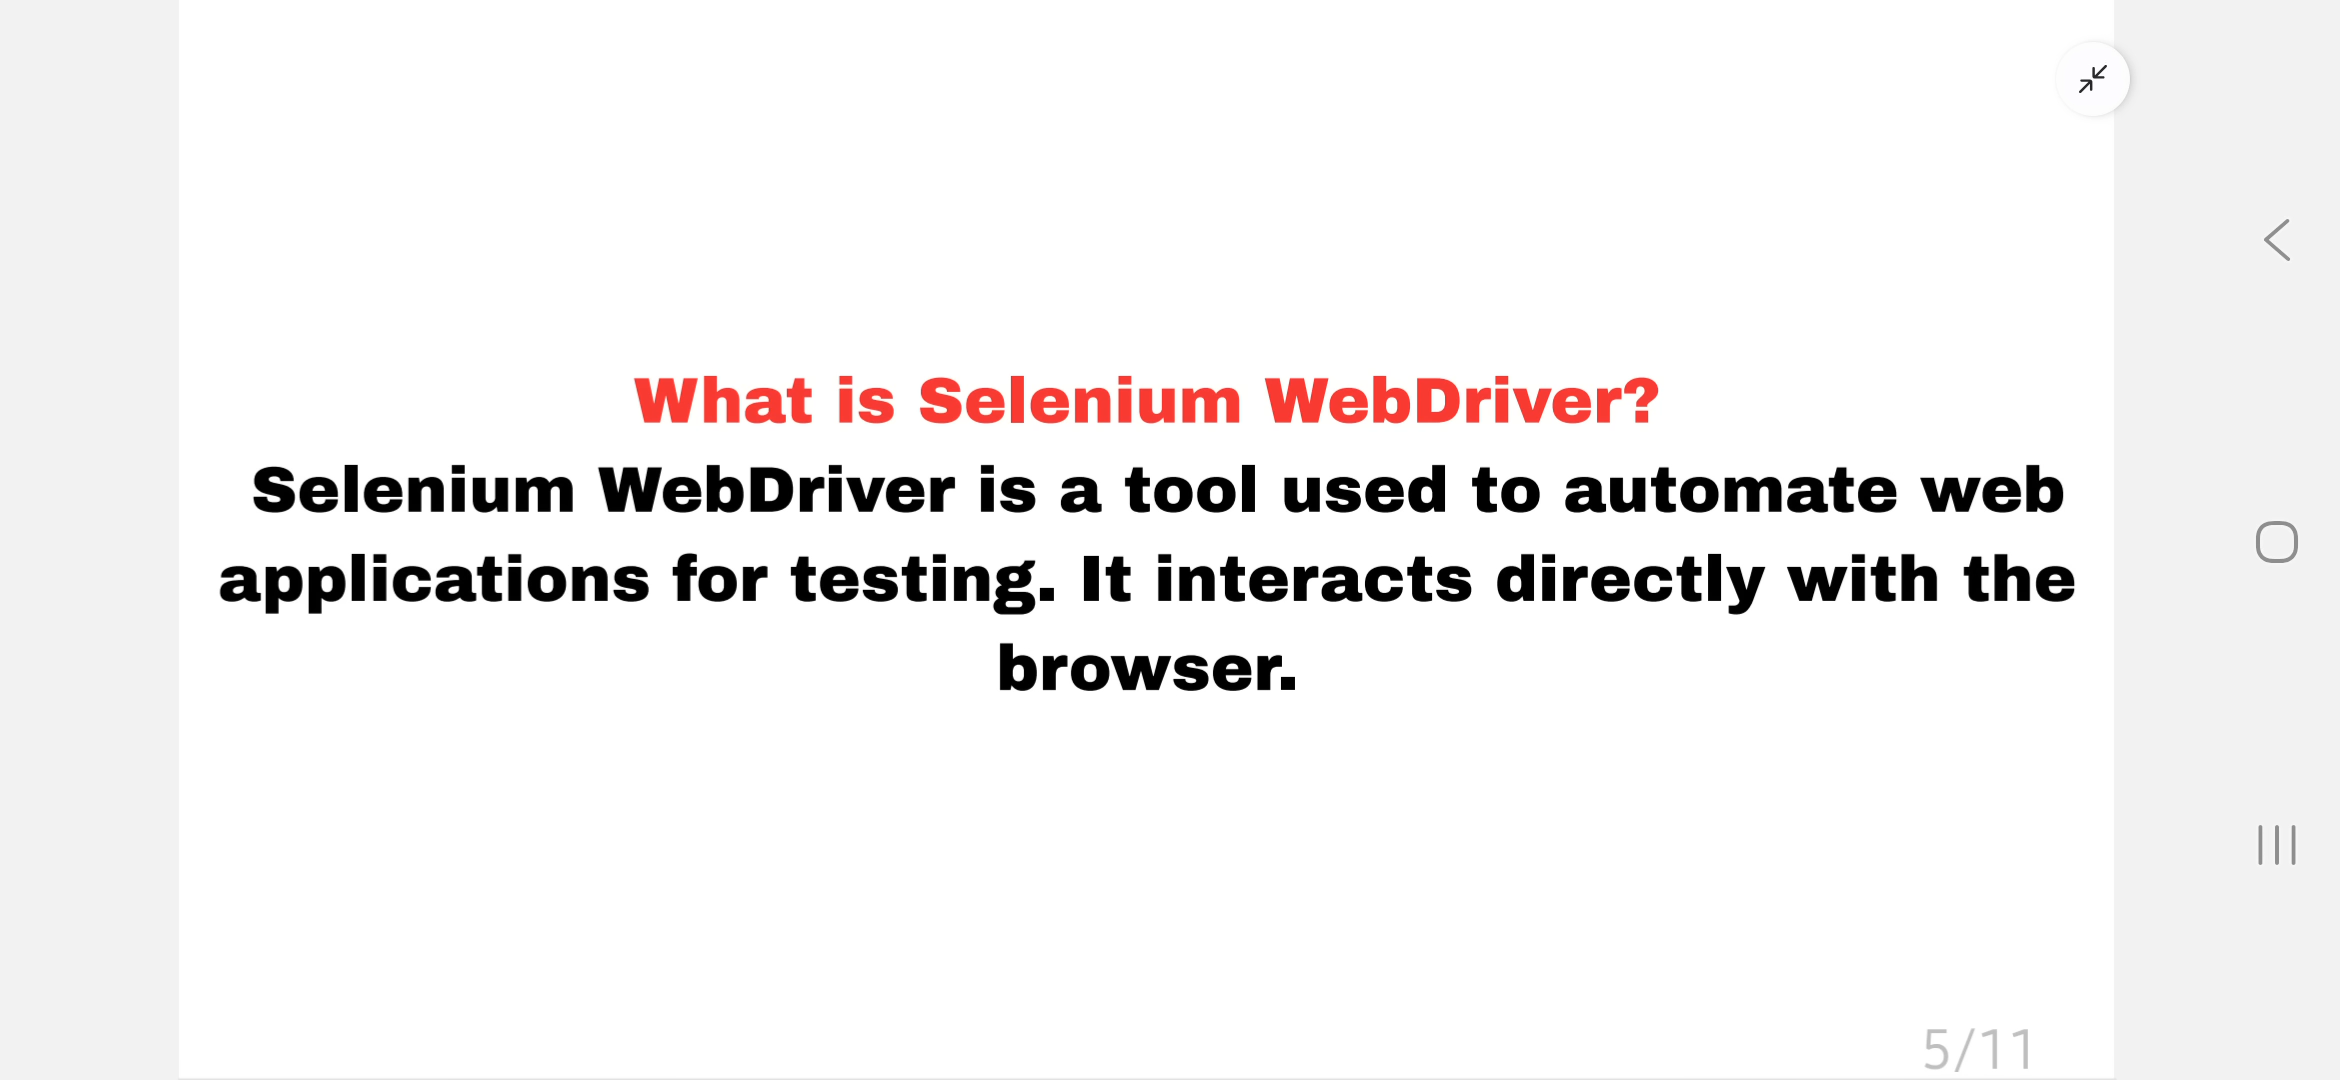 What is Selenium WebDriver?
Selenium WebDriver is a tool used to automate web
applications for testing. It interacts directly with the
browser.
5/11